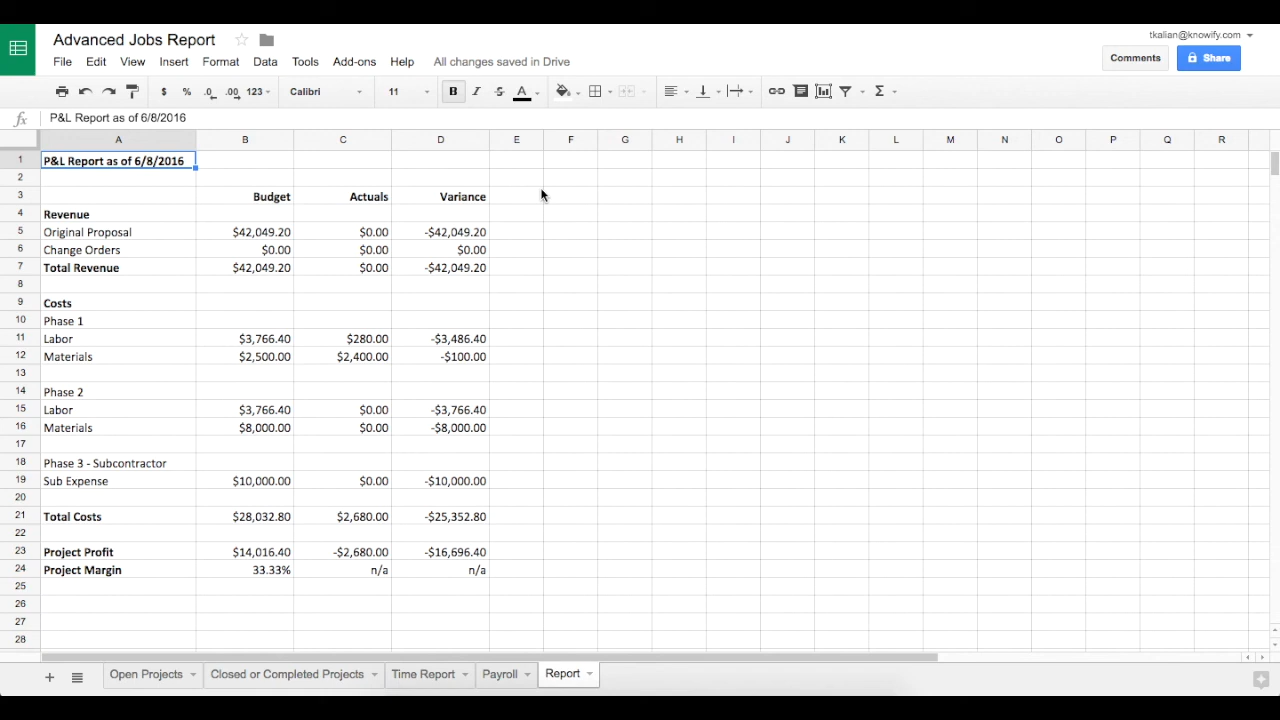 Advanced Jobs Report
tkalian@knowify.com
File Edit View Insert Format Data Tools Add-ons Help All changes saved in Drive
Comments Share
$ % .0 .00 123 Calibri 11 B I S A Σ
fx P&L Report as of 6/8/2016
A B C D E F G H I J K L M N O P Q R
1 P&L Report as of 6/8/2016
2
3 Budget Actuals Variance
4 Revenue
5 Original Proposal $42,049.20 $0.00 -$42,049.20
6 Change Orders $0.00 $0.00 $0.00
7 Total Revenue $42,049.20 $0.00 -$42,049.20
8
9 Costs
10 Phase 1
11 Labor $3,766.40 $280.00 -$3,486.40
12 Materials $2,500.00 $2,400.00 -$100.00
13
14 Phase 2
15 Labor $3,766.40 $0.00 -$3,766.40
16 Materials $8,000.00 $0.00 -$8,000.00
17
18 Phase 3 - Subcontractor
19 Sub Expense $10,000.00 $0.00 -$10,000.00
20
21 Total Costs $28,032.80 $2,680.00 -$25,352.80
22
23 Project Profit $14,016.40 -$2,680.00 -$16,696.40
24 Project Margin 33.33% n/a n/a
25
26
27
28
Open Projects Closed or Completed Projects Time Report Payroll Report